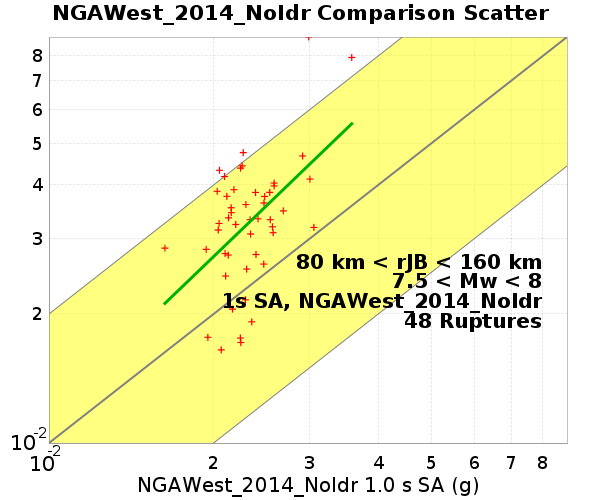 NGAWest_2014_NoIdr Comparison Scatter
8
7
6
5
4
3
2
10-2
80 km < rJB < 160 km
7.5 < Mw < 8
1s SA, NGAWest_2014_NoIdr
48 Ruptures
10-2 2 3 4 5 6 7 8
NGAWest_2014_NoIdr 1.0 s SA (g)